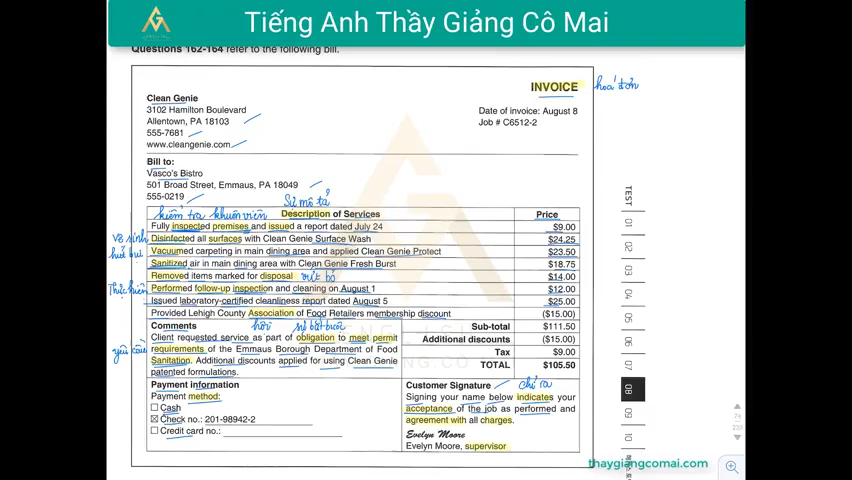 Tiếng Anh Thầy Giảng Cô Mai
Questions 162-164 refer to the following bill.
INVOICE
hoá đơn
Clean Genie
3102 Hamilton Boulevard
Allentown, PA 18103
555-7681
www.cleangenie.com
Date of invoice: August 8
Job # C6512-2
Bill to:
Vasco's Bistro
501 Broad Street, Emmaus, PA 18049
555-0219
Sự mô tả
kiểm tra khuôn viên
Description of Services Price
Fully inspected premises and issued a report dated July 24 $9.00
vệ sinh
Disinfected all surfaces with Clean Genie Surface Wash $24.25
hút bụi
Vacuumed carpeting in main dining area and applied Clean Genie Protect $23.50
Sanitized air in main dining area with Clean Genie Fresh Burst $18.75
Removed items marked for disposal vứt bỏ $14.00
Thực hiện
Performed follow-up inspection and cleaning on August 1 $12.00
Issued laboratory-certified cleanliness report dated August 5 $25.00
Provided Lehigh County Association of Food Retailers membership discount ($15.00)
Comments hội sự bắt buộc
Client requested service as part of obligation to meet permit
yêu cầu
requirements of the Emmaus Borough Department of Food
Sanitation. Additional discounts applied for using Clean Genie
patented formulations.
Sub-total $111.50
Additional discounts ($15.00)
Tax $9.00
TOTAL $105.50
Payment information
Payment method:
Cash
Check no.: 201-98942-2
Credit card no.:
Customer Signature chỉ ra
Signing your name below indicates your
acceptance of the job as performed and
agreement with all charges.
Evelyn Moore
Evelyn Moore, supervisor
TEST
01
02
03
04
05
06
07
08
09
10
thaygiangcomai.com